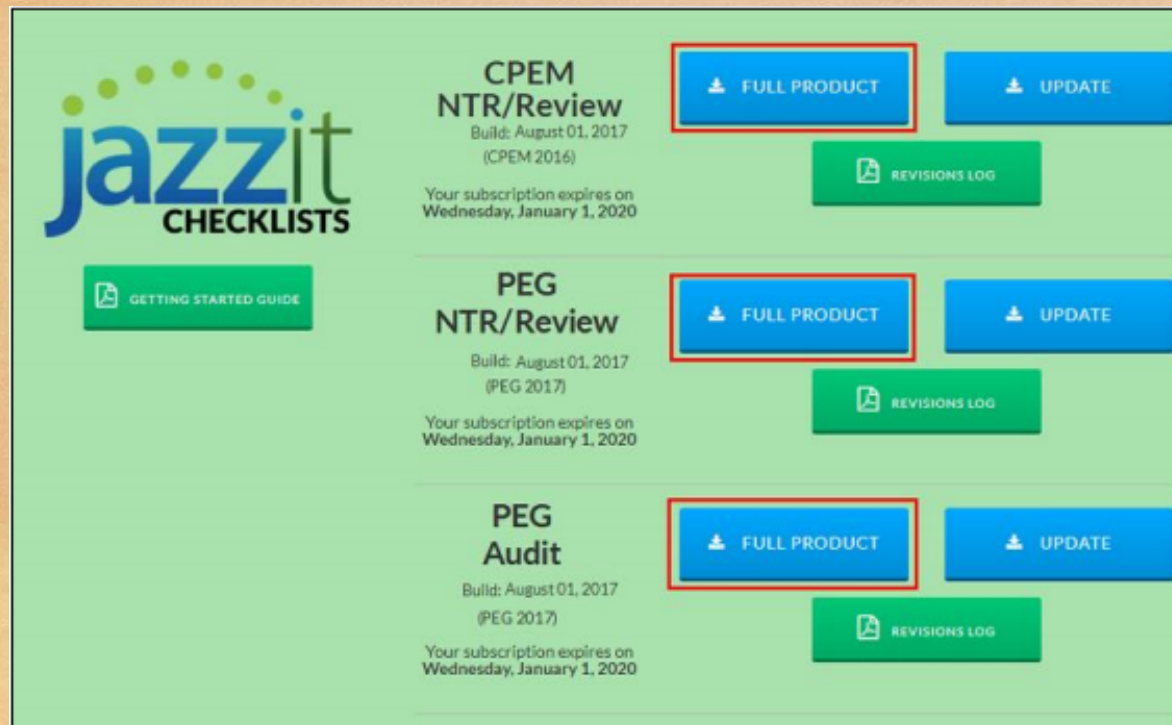 jazzit
CHECKLISTS
GETTING STARTED GUIDE
CPEM
NTR/Review
Build: August 01, 2017
(CPEM 2016)
Your subscription expires on
Wednesday, January 1, 2020
FULL PRODUCT
UPDATE
REVISIONS LOG
PEG
NTR/Review
Build: August 01, 2017
(PEG 2017)
Your subscription expires on
Wednesday, January 1, 2020
FULL PRODUCT
UPDATE
REVISIONS LOG
PEG
Audit
Build: August 01, 2017
(PEG 2017)
Your subscription expires on
Wednesday, January 1, 2020
FULL PRODUCT
UPDATE
REVISIONS LOG